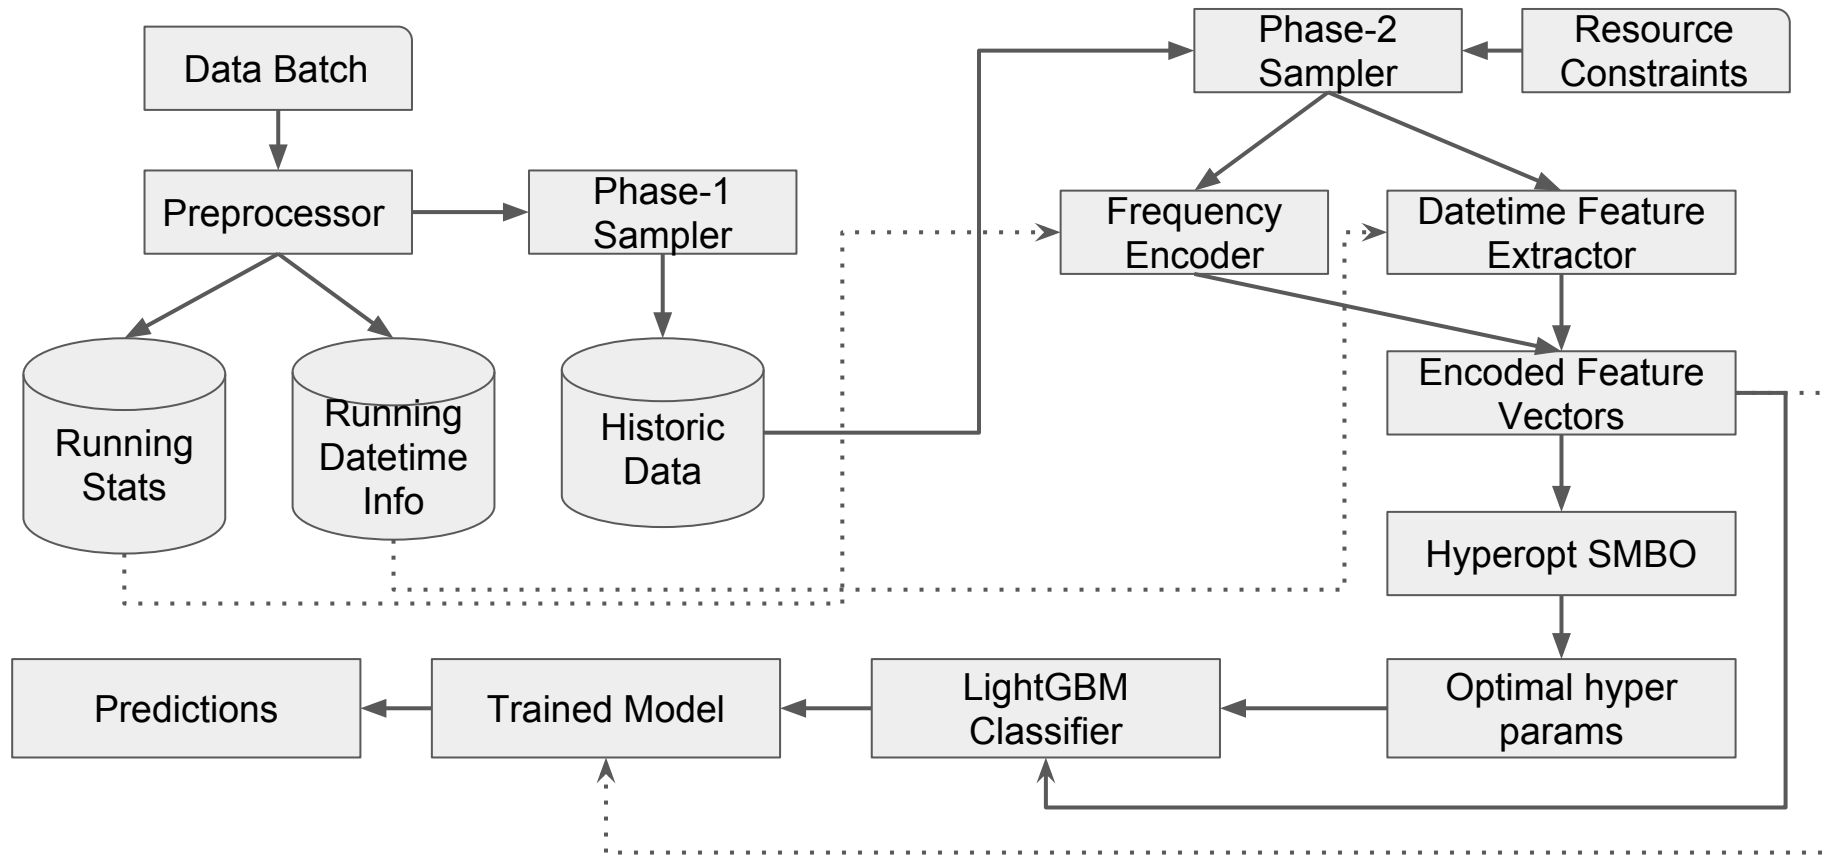 Data Batch
Phase-2
Sampler
Resource
Constraints
Preprocessor
Phase-1
Sampler
Frequency
Encoder
Datetime Feature
Extractor
Running
Stats
Running
Datetime
Info
Historic
Data
Encoded Feature
Vectors
Hyperopt SMBO
Predictions
Trained Model
LightGBM
Classifier
Optimal hyper
params